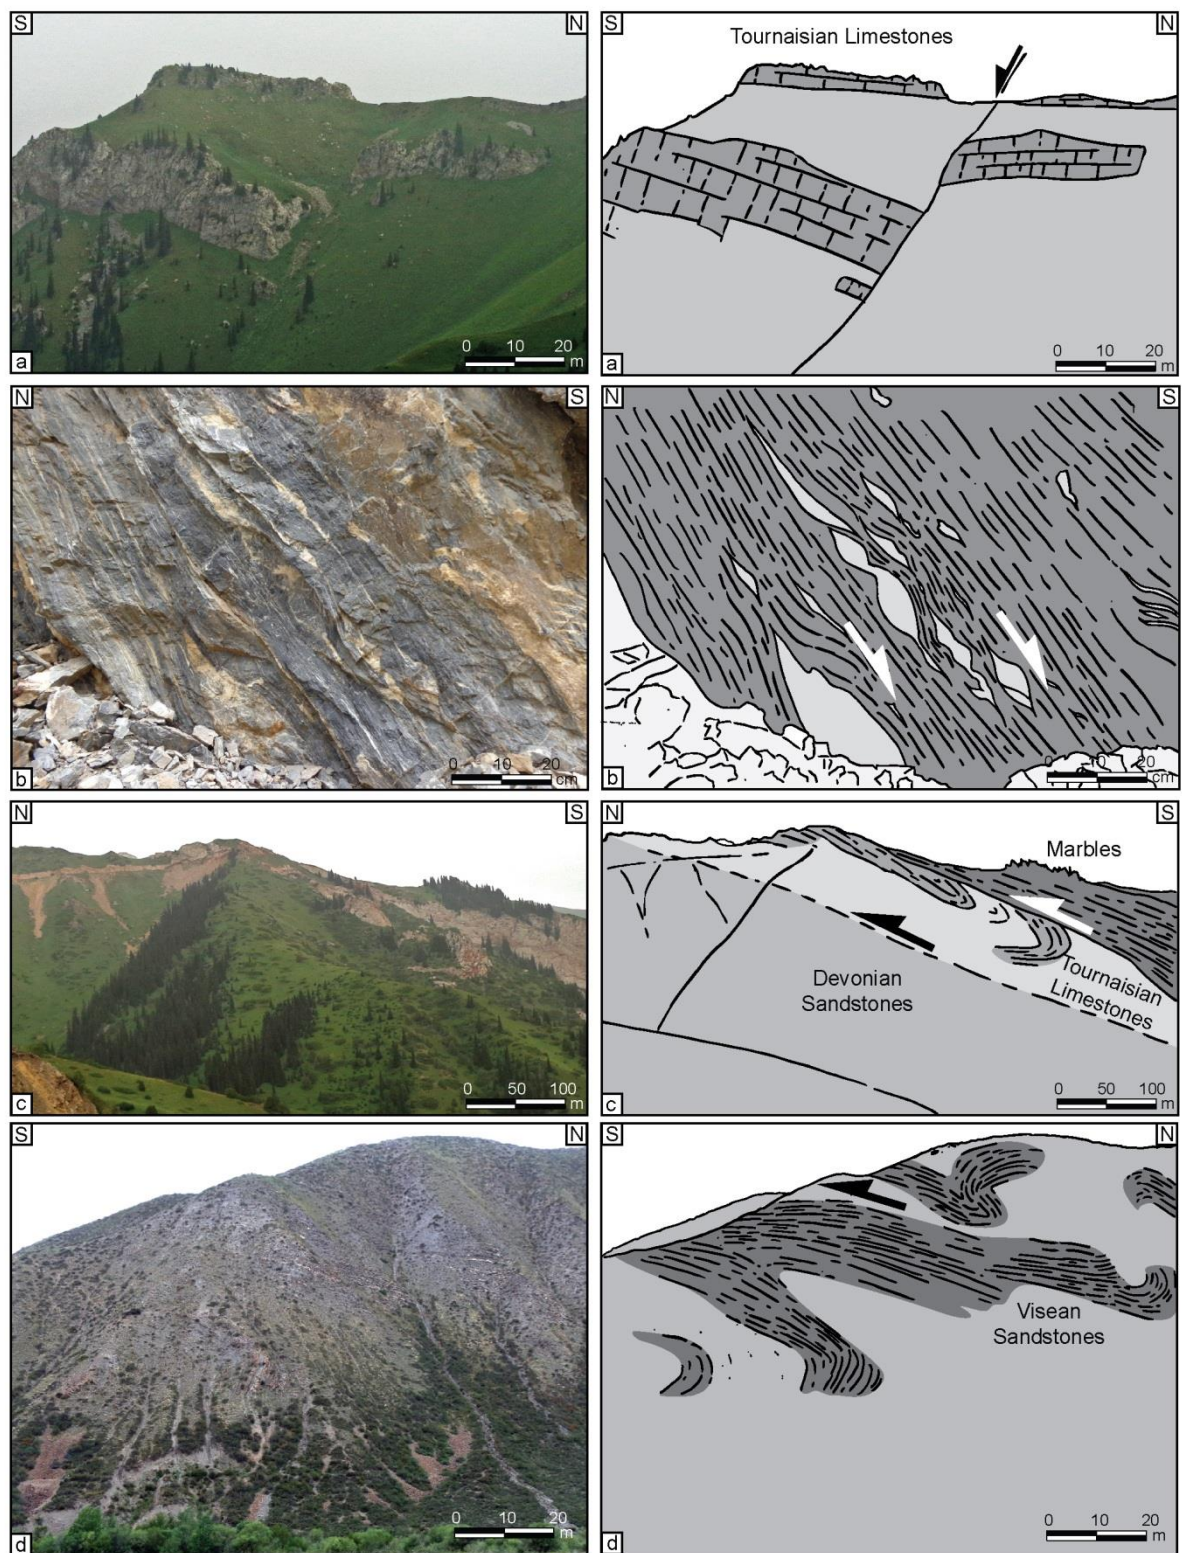 S N
0 10 20
m
a
S N
Tournaisian Limestones
0 10 20
m
a
N S
0 10 20
cm
b
N S
0 10 20
cm
b
N S
0 50 100
m
c
N S
Marbles
Devonian
Sandstones
Tournaisian
Limestones
0 50 100
m
c
S N
0 10 20
m
d
S N
Visean
Sandstones
0 10 20
m
d